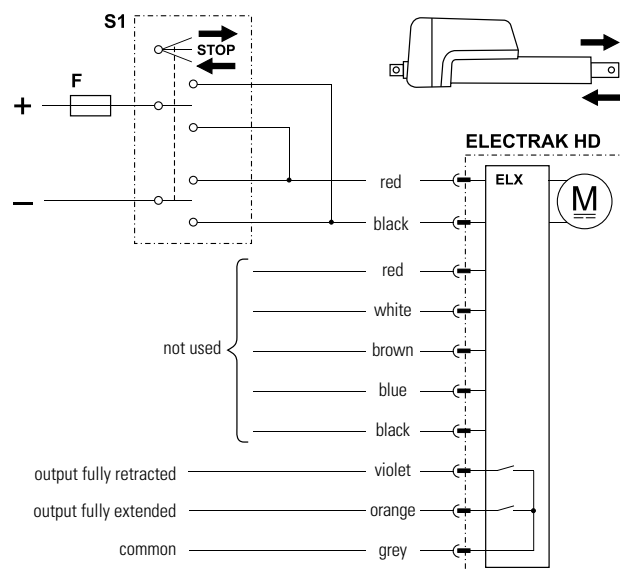 S1
STOP
F
+
–
ELECTRAK HD
ELX
M
red
black
red
white
brown
blue
black
not used
output fully retracted
violet
output fully extended
orange
common
grey